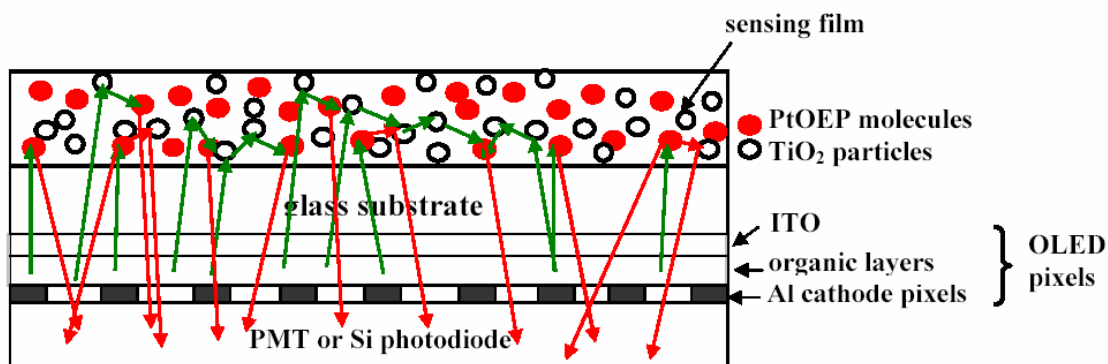 sensing film
PtOEP molecules
TiO₂ particles
glass substrate
ITO
organic layers
OLED
pixels
Al cathode pixels
PMT or Si photodiode